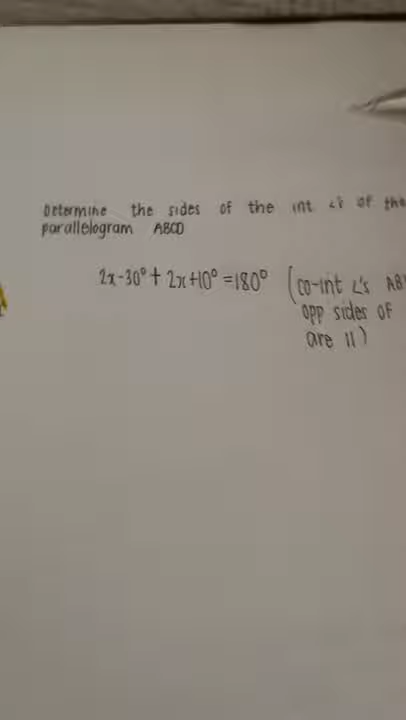 Determine the sides of the int ∠'s of the
parallelogram ABCD
2x-30° + 2x+10° = 180° (co-int ∠'s
opp sides of
are ||)